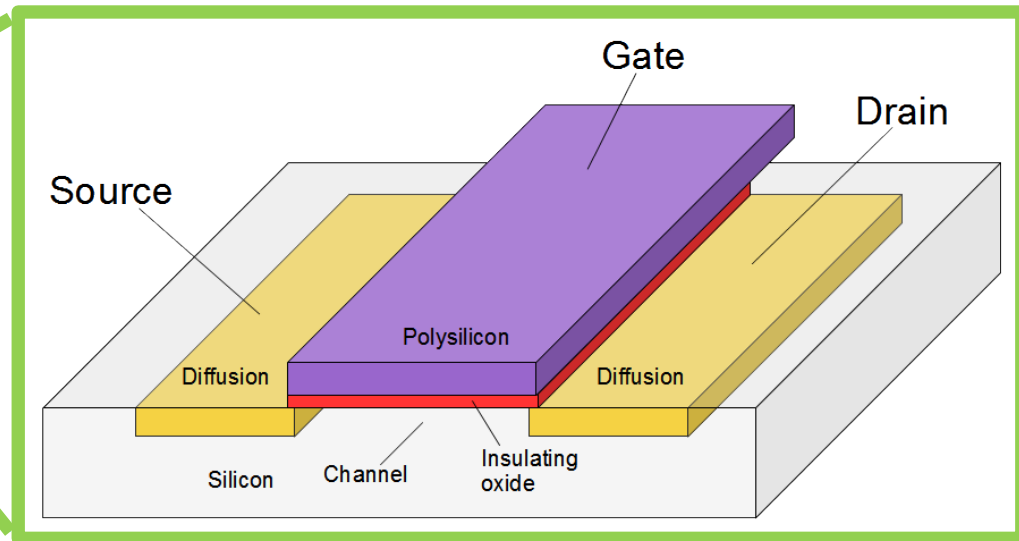 Gate
Drain
Source
Polysilicon
Diffusion
Diffusion
Insulating
oxide
Channel
Silicon